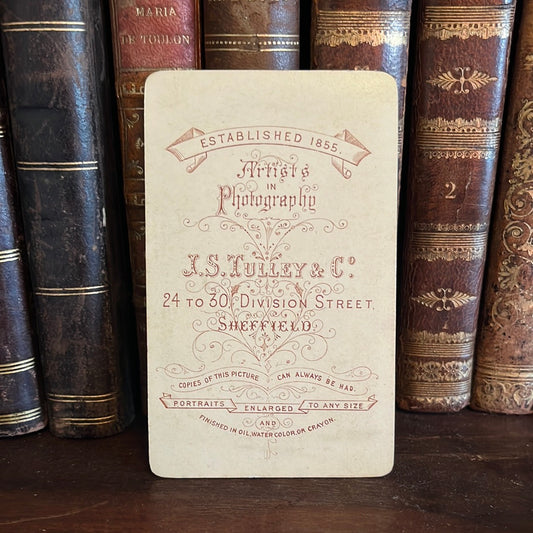 MARIA
DE TOULON
2
ESTABLISHED 1855.
Artists
IN
Photography
J.S. TULLEY & Co.
24 TO 30, DIVISION STREET,
SHEFFIELD.
COPIES OF THIS PICTURE CAN ALWAYS BE HAD.
PORTRAITS ENLARGED TO ANY SIZE
AND
FINISHED IN OIL, WATER COLOR, OR CRAYON.